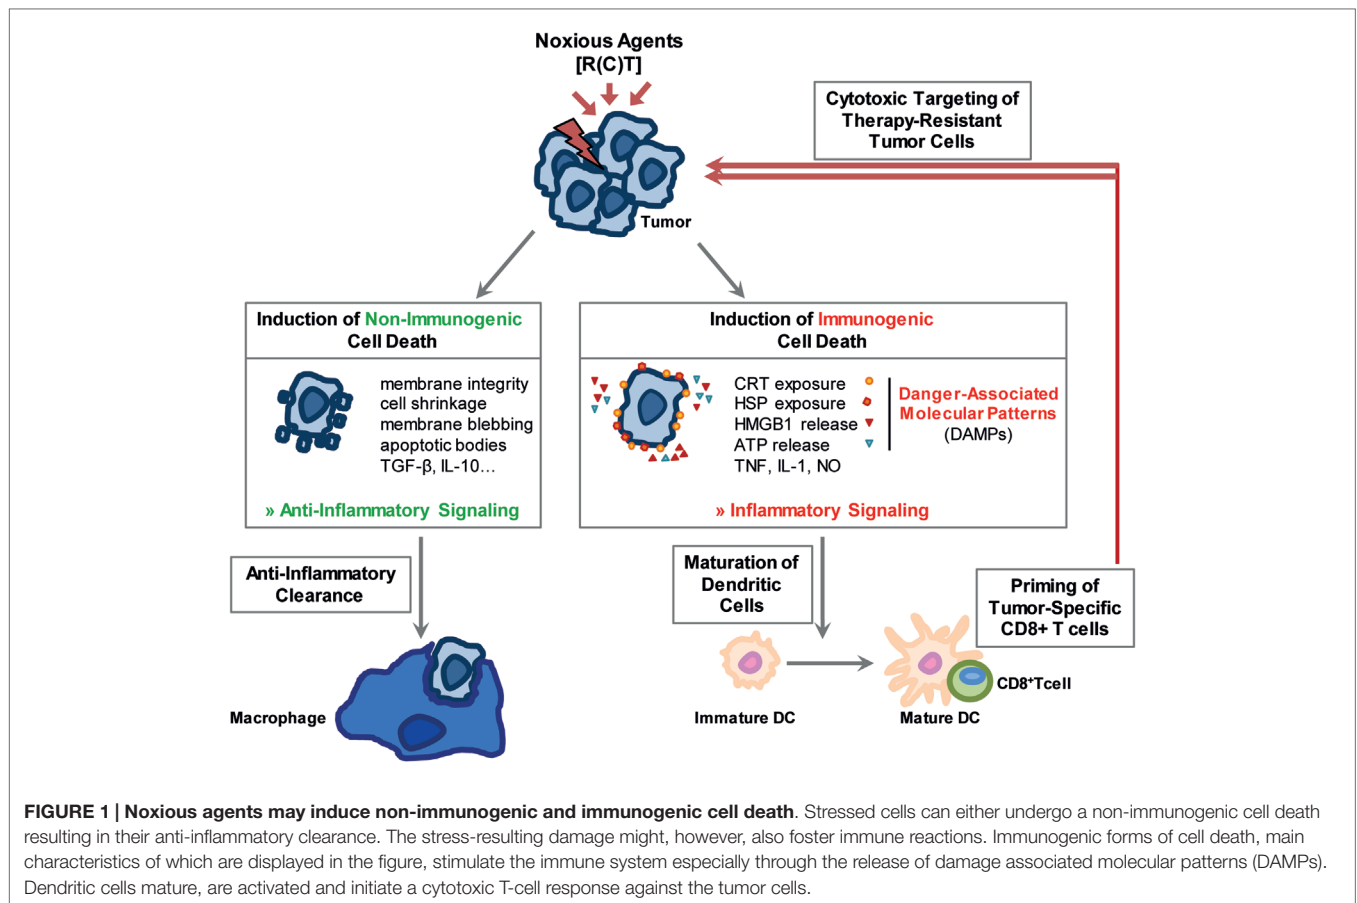 Noxious Agents
[R(C)T]
Cytotoxic Targeting of
Therapy-Resistant
Tumor Cells
Tumor
Induction of Non-Immunogenic
Cell Death
membrane integrity
cell shrinkage
membrane blebbing
apoptotic bodies
TGF-β, IL-10…
» Anti-Inflammatory Signaling
Induction of Immunogenic
Cell Death
CRT exposure
HSP exposure
HMGB1 release
ATP release
TNF, IL-1, NO
Danger-Associated
Molecular Patterns
(DAMPs)
» Inflammatory Signaling
Anti-Inflammatory
Clearance
Macrophage
Maturation of
Dendritic
Cells
Immature DC
Mature DC
Priming of
Tumor-Specific
CD8+ T cells
CD8⁺Tcell
FIGURE 1 | Noxious agents may induce non-immunogenic and immunogenic cell death. Stressed cells can either undergo a non-immunogenic cell death
resulting in their anti-inflammatory clearance. The stress-resulting damage might, however, also foster immune reactions. Immunogenic forms of cell death, main
characteristics of which are displayed in the figure, stimulate the immune system especially through the release of damage associated molecular patterns (DAMPs).
Dendritic cells mature, are activated and initiate a cytotoxic T-cell response against the tumor cells.